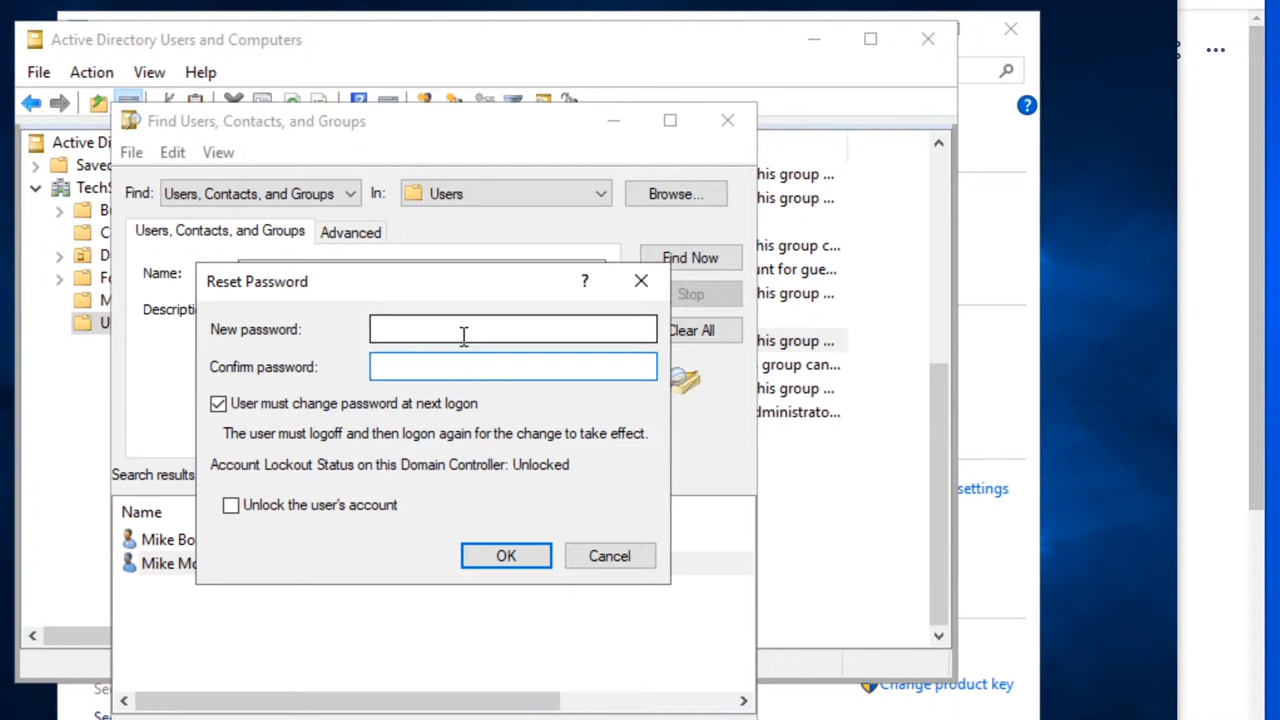 Active Directory Users and Computers
File Action View Help
Find Users, Contacts, and Groups
File Edit View
Active Di
Saved
TechS
Find: Users, Contacts, and Groups In: Users Browse...
Users, Contacts, and Groups Advanced
Name:
Find Now
Descripti
Stop
Clear All
Reset Password
New password:
Confirm password:
User must change password at next logon
The user must logoff and then logon again for the change to take effect.
Account Lockout Status on this Domain Controller: Unlocked
Unlock the user's account
OK Cancel
Search results
Name
Mike Bo
Mike Mc
his group ...
his group ...
his group c...
unt for gue...
his group ...
his group ...
group can...
his group ...
dministrato...
settings
Change product key